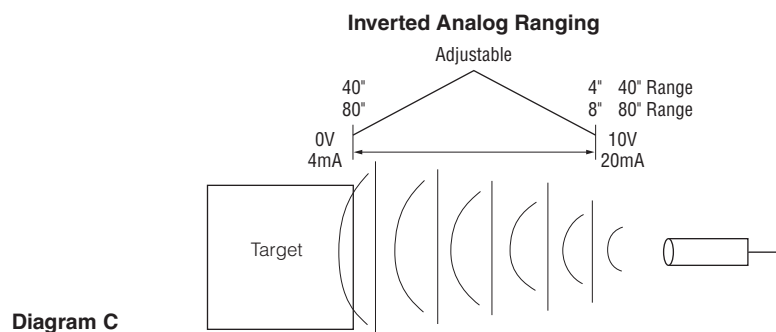 Inverted Analog Ranging
Adjustable
40" 4" 40" Range
80" 8" 80" Range
0V 10V
4mA 20mA
Target
Diagram C